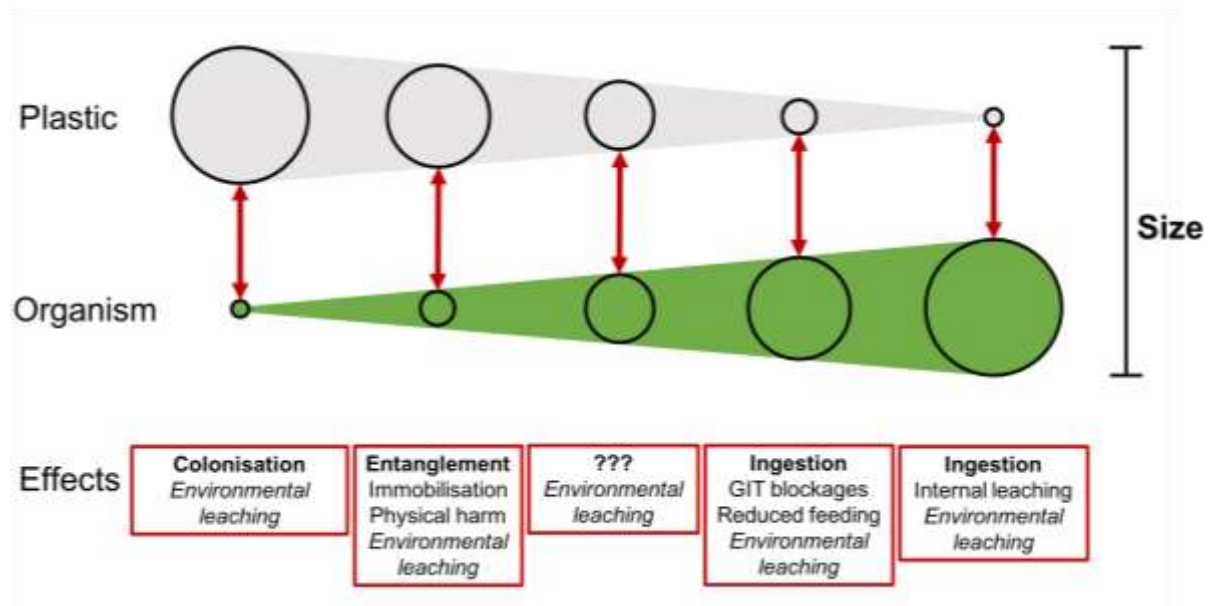 Plastic
Size
Organism
Effects
Colonisation
Environmental
leaching
Entanglement
Immobilisation
Physical harm
Environmental
leaching
???
Environmental
leaching
Ingestion
GIT blockages
Reduced feeding
Environmental
leaching
Ingestion
Internal leaching
Environmental
leaching